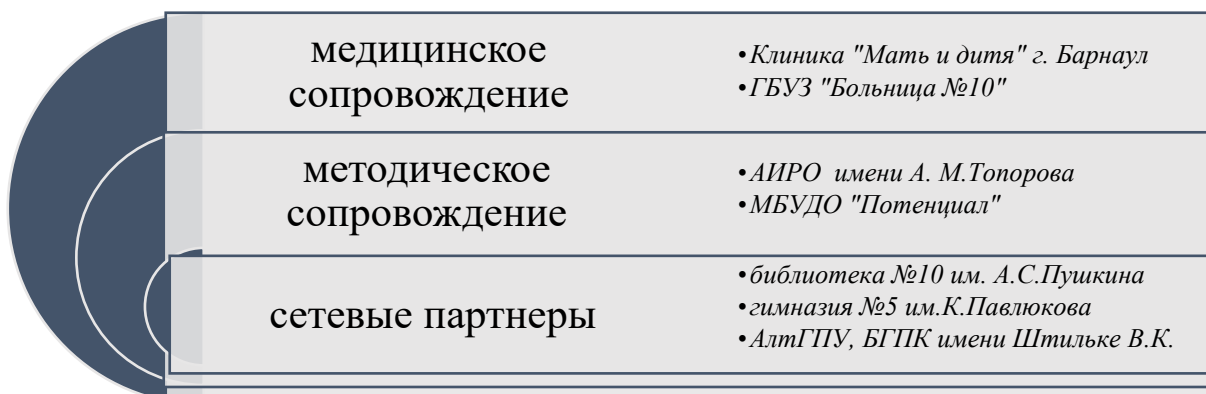 медицинское
сопровождение
•Клиника "Мать и дитя" г. Барнаул
•ГБУЗ "Больница №10"
методическое
сопровождение
•АИРО имени А. М.Топорова
•МБУДО "Потенциал"
сетевые партнеры
•библиотека №10 им. А.С.Пушкина
•гимназия №5 им.К.Павлюкова
•АлтГПУ, БГПК имени Штильке В.К.